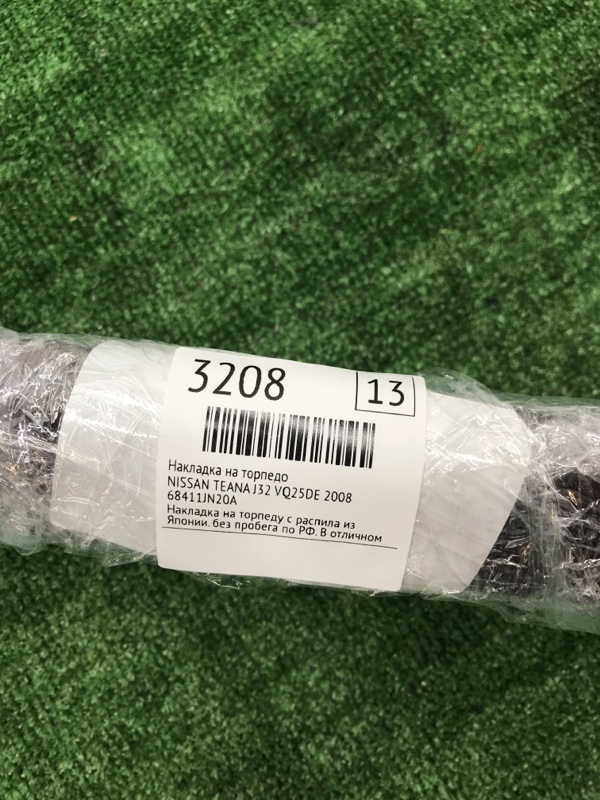 3208
13
Накладка на торпедо
NISSAN TEANA J32 VQ25DE 2008
68411JN20A
Накладка на торпеду с распила из
Японии. без пробега по РФ. В отличном